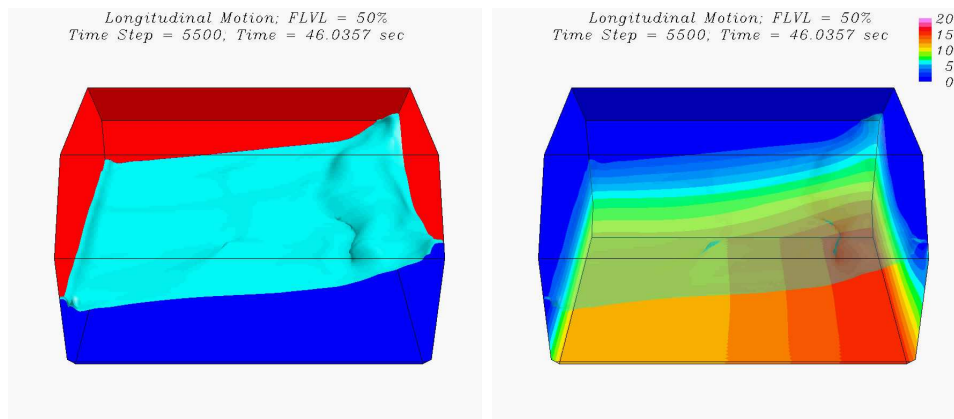 Longitudinal Motion; FLVL = 50%
Time Step = 5500, Time = 46.0357 sec
Longitudinal Motion; FLVL = 50%
Time Step = 5500, Time = 46.0357 sec
20
15
10
5
0